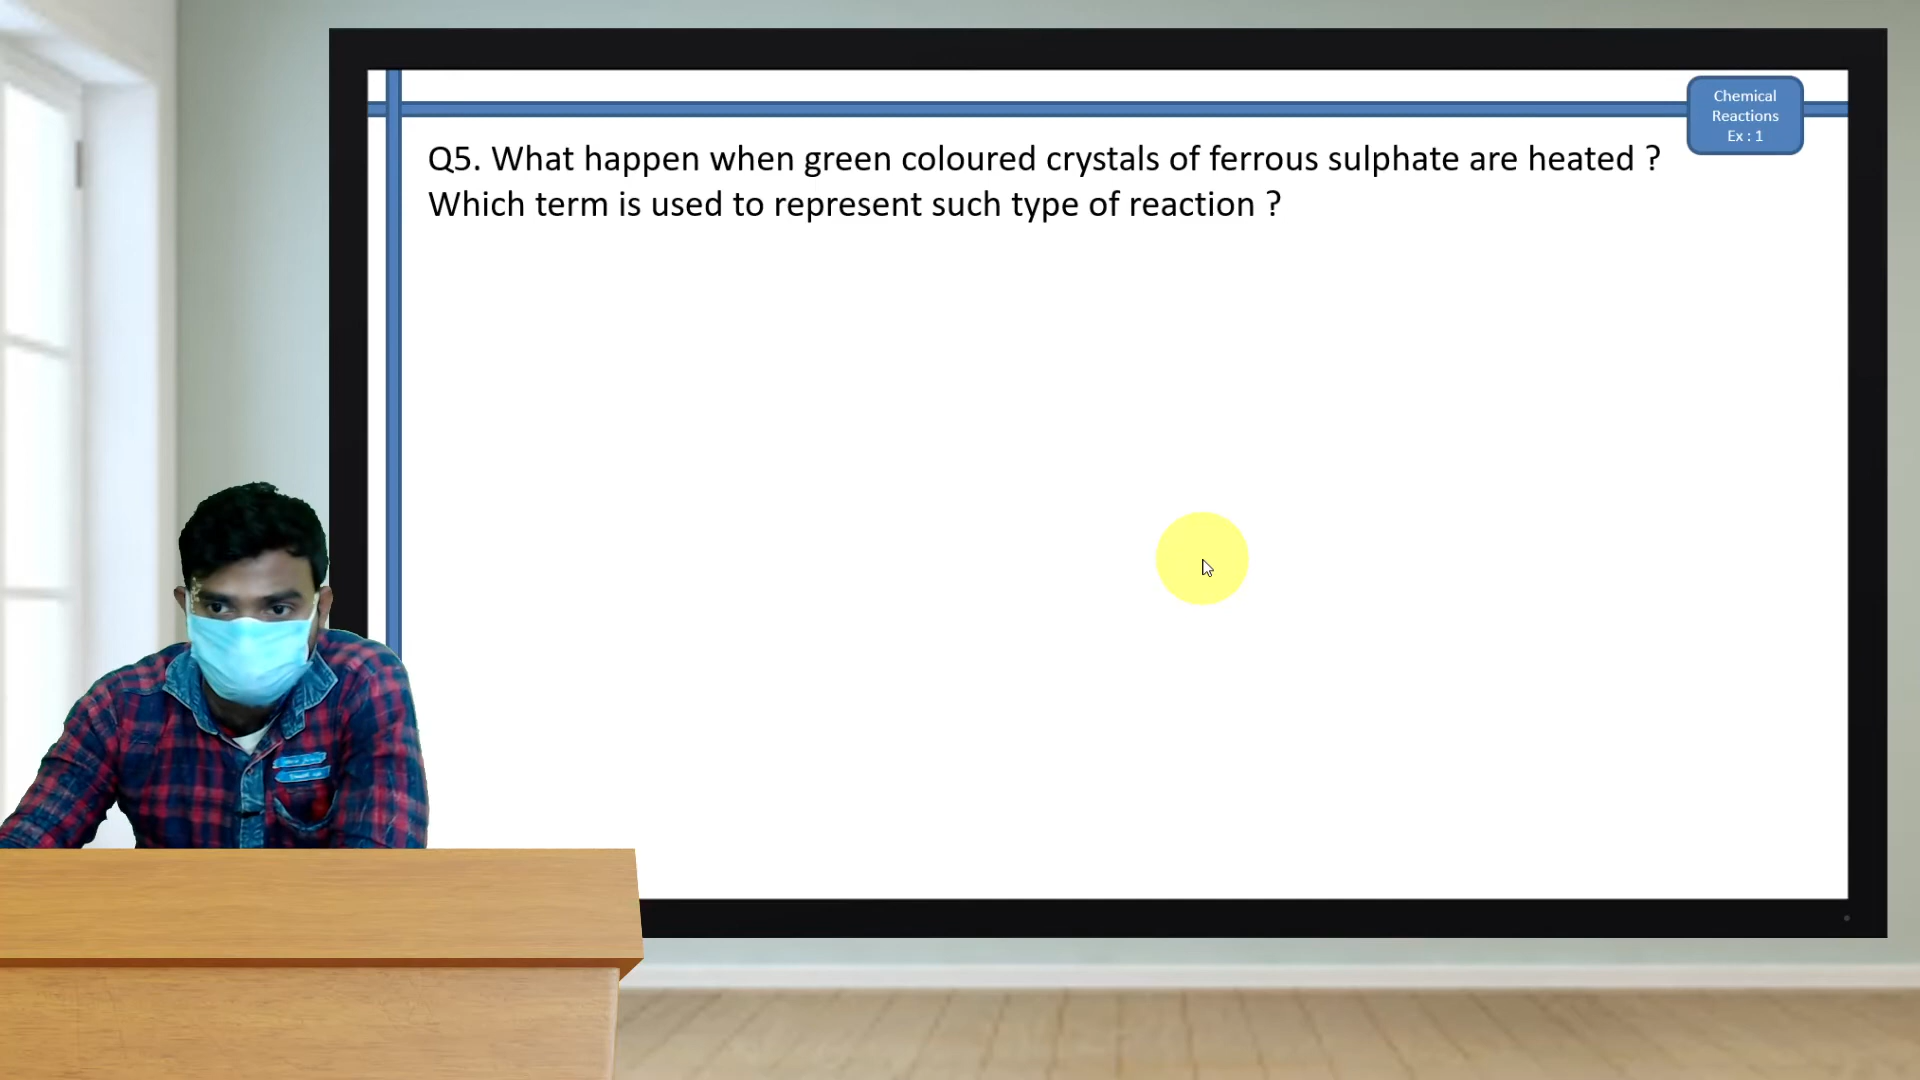 Chemical
Reactions
Ex : 1
Q5. What happen when green coloured crystals of ferrous sulphate are heated ?
Which term is used to represent such type of reaction ?